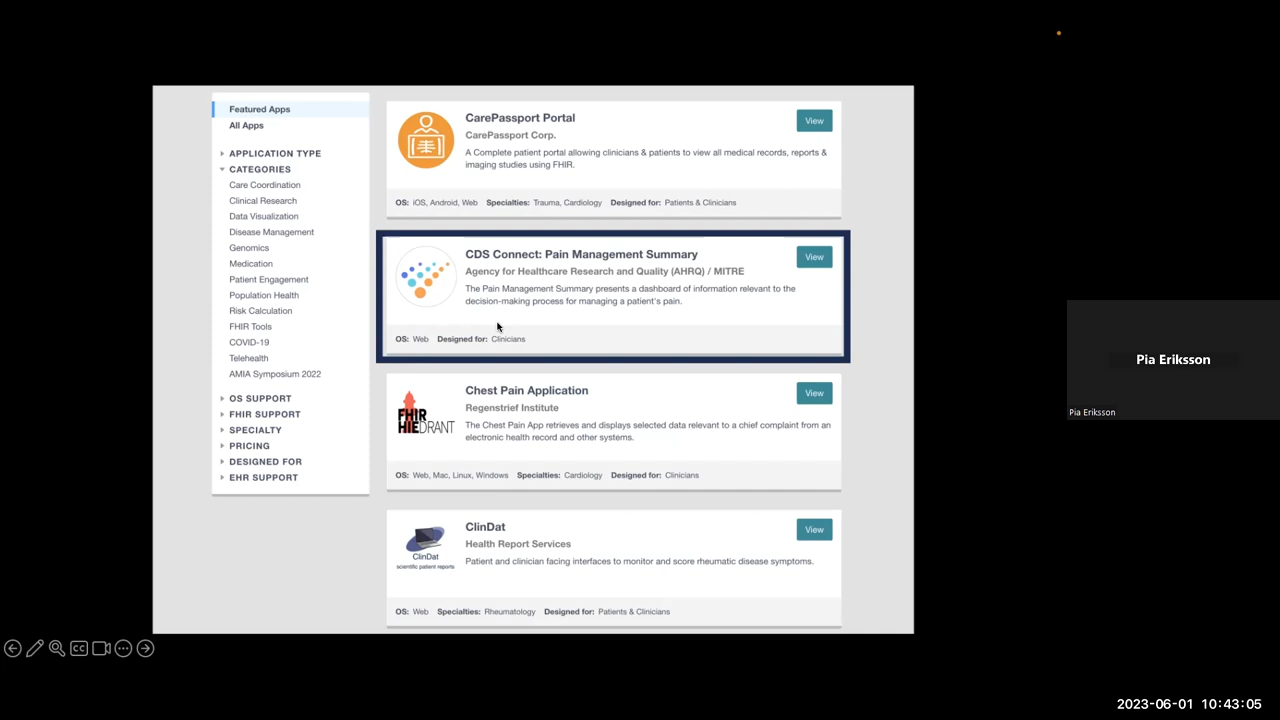 Featured Apps
All Apps
APPLICATION TYPE
CATEGORIES
Care Coordination
Clinical Research
Data Visualization
Disease Management
Genomics
Medication
Patient Engagement
Population Health
Risk Calculation
FHIR Tools
COVID-19
Telehealth
AMIA Symposium 2022
OS SUPPORT
FHIR SUPPORT
SPECIALTY
PRICING
DESIGNED FOR
EHR SUPPORT
CarePassport Portal
View
CarePassport Corp.
A Complete patient portal allowing clinicians & patients to view all medical records, reports &
imaging studies using FHIR.
OS: iOS, Android, Web Specialties: Trauma, Cardiology Designed for: Patients & Clinicians
CDS Connect: Pain Management Summary
View
Agency for Healthcare Research and Quality (AHRQ) / MITRE
The Pain Management Summary presents a dashboard of information relevant to the
decision-making process for managing a patient's pain.
OS: Web Designed for: Clinicians
FHIR
HIEDRANT
Chest Pain Application
View
Regenstrief Institute
The Chest Pain App retrieves and displays selected data relevant to a chief complaint from an
electronic health record and other systems.
OS: Web, Mac, Linux, Windows Specialties: Cardiology Designed for: Clinicians
ClinDat
scientific patient reports
ClinDat
View
Health Report Services
Patient and clinician facing interfaces to monitor and score rheumatic disease symptoms.
OS: Web Specialties: Rheumatology Designed for: Patients & Clinicians
CC
Pia Eriksson
Pia Eriksson
2023-06-01 10:43:05